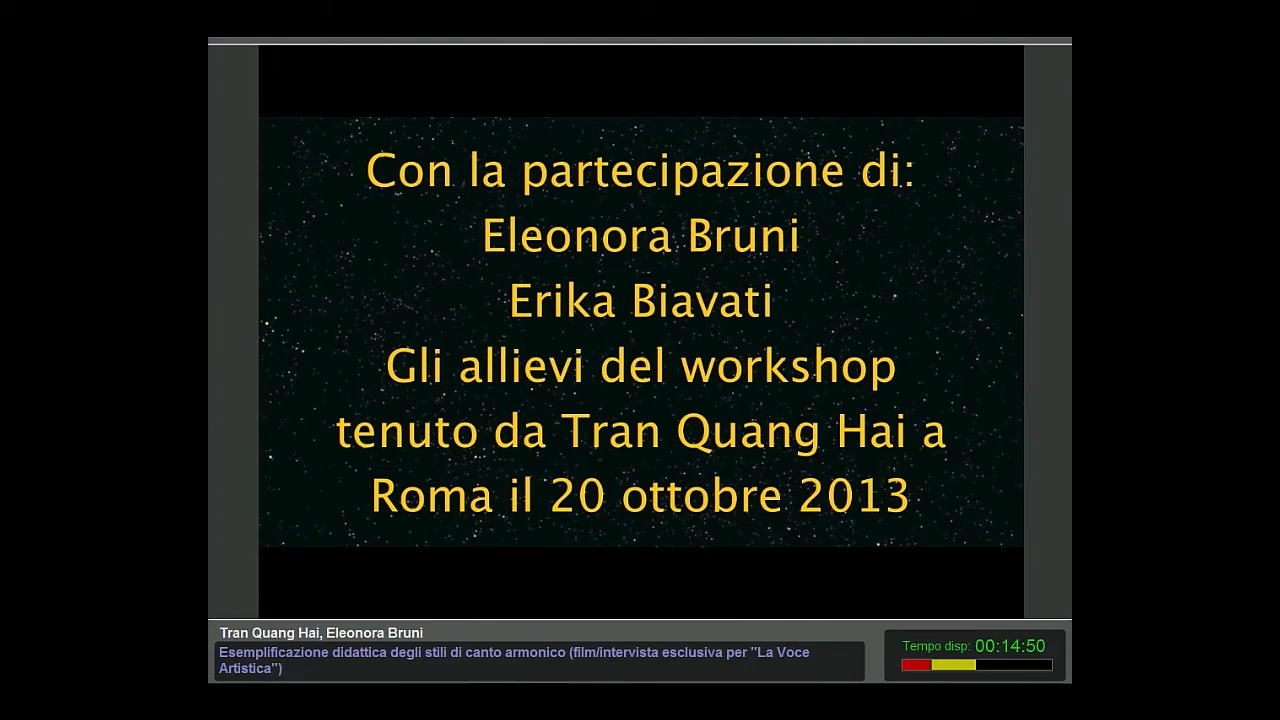 Con la partecipazione di:
Eleonora Bruni
Erika Biavati
Gli allievi del workshop
tenuto da Tran Quang Hai a
Roma il 20 ottobre 2013
Tran Quang Hai, Eleonora Bruni
Esemplificazione didattica degli stili di canto armonico (film/intervista esclusiva per "La Voce
Artistica")
Tempo disp: 00:14:50